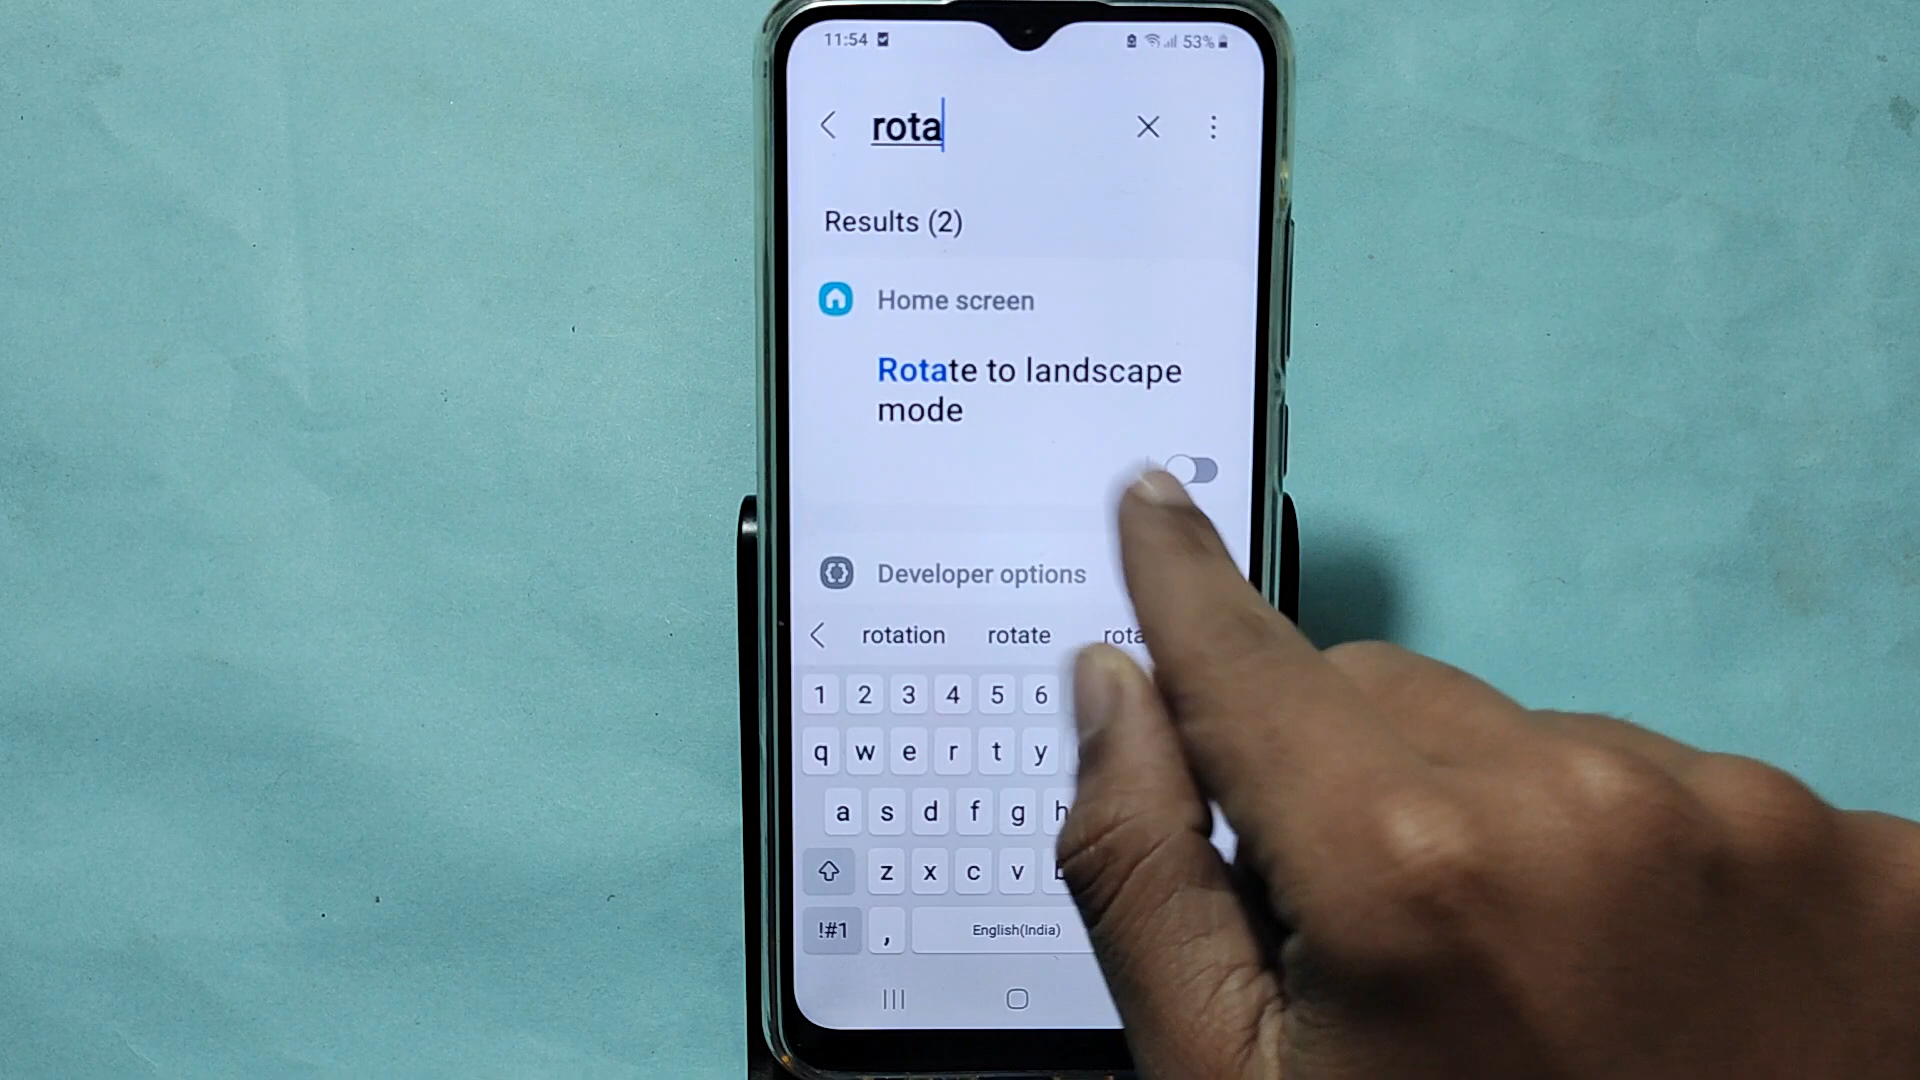 11:54 53%
rota
Results (2)
Home screen
Rotate to landscape
mode
Developer options
rotation rotate
1 2 3 4 5 6
q w e r t y
a s d f g h
z x c v
!#1 , English(India)